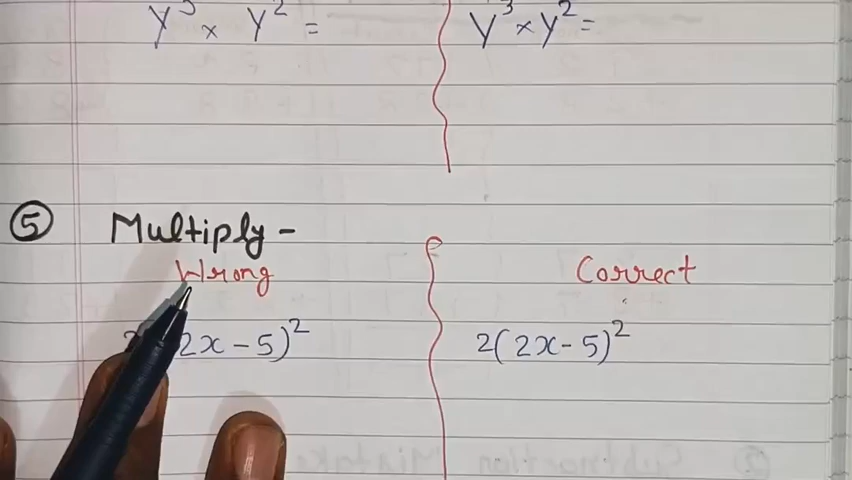 y³ × y² =
y³ × y² =
⑤ Multiply -
Wrong
Correct
2x - 5)²
2(2x - 5)²